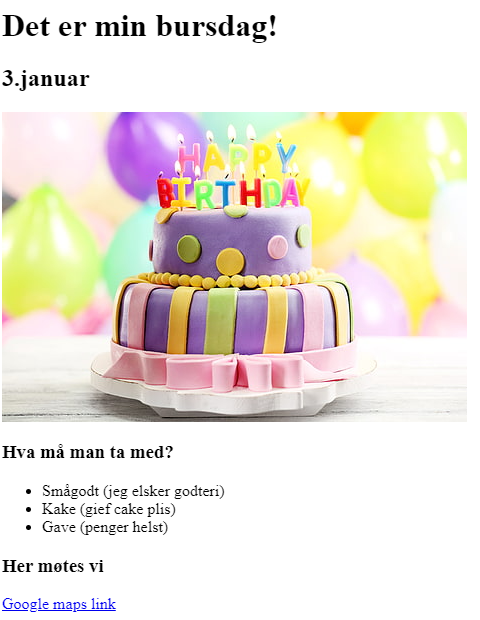 Det er min bursdag!
3.januar
HAPPY
BIRTHDAY
Hva må man ta med?
Smågodt (jeg elsker godteri)
Kake (gief cake plis)
Gave (penger helst)
Her møtes vi
Google maps link